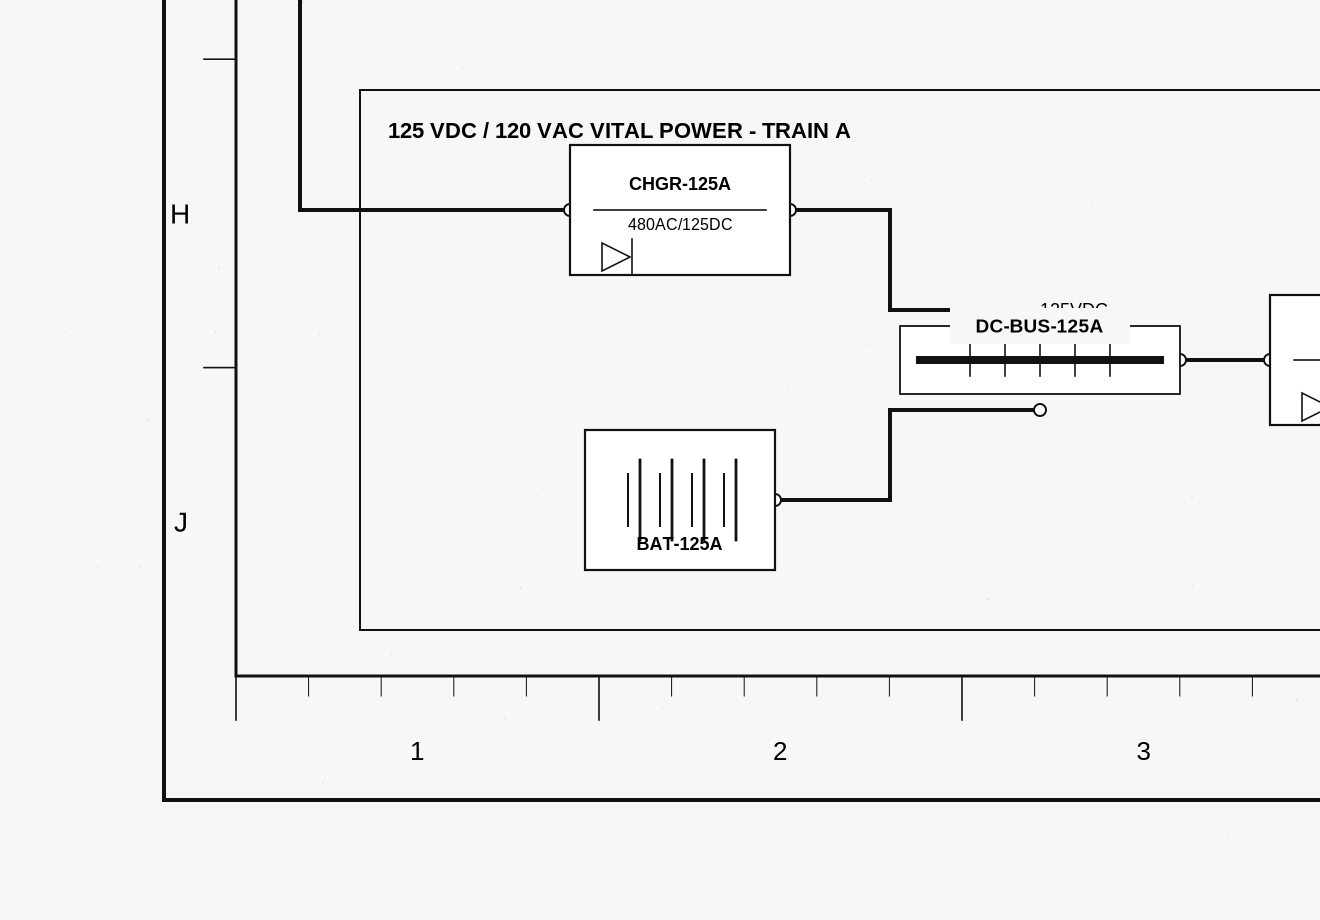 125 VDC / 120 VAC VITAL POWER - TRAIN A
CHGR-125A
480AC/125DC
H
125VDC
DC-BUS-125A
J
BAT-125A
1
2
3